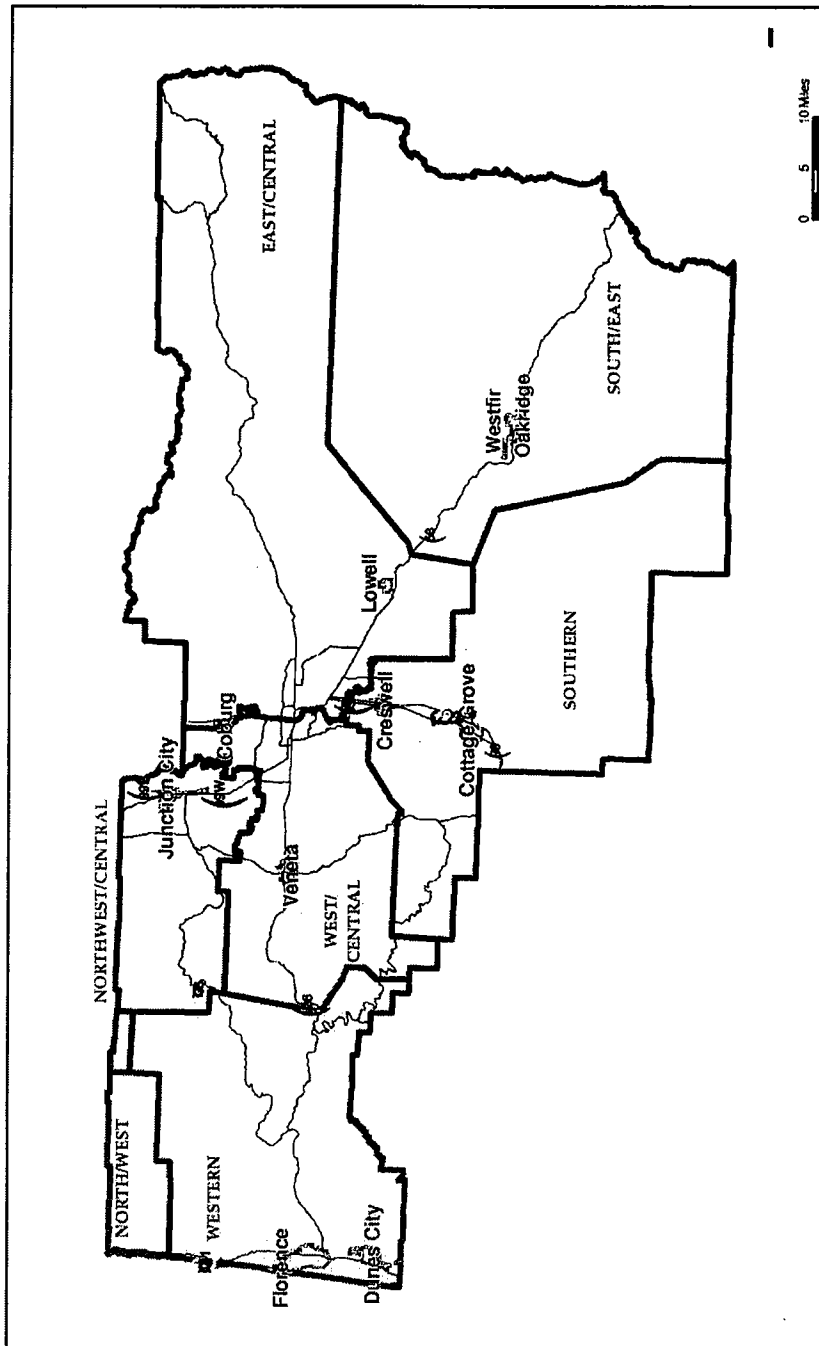 NORTHWEST/CENTRAL
NORTH/WEST
EAST/CENTRAL
Junction City
Coburg
WESTERN
Florence
Veneta
WEST/
CENTRAL
Dunes City
Lowell
Creswell
Cottage Grove
Westfir
Oakridge
SOUTH/EAST
SOUTHERN
0 5 10 Miles